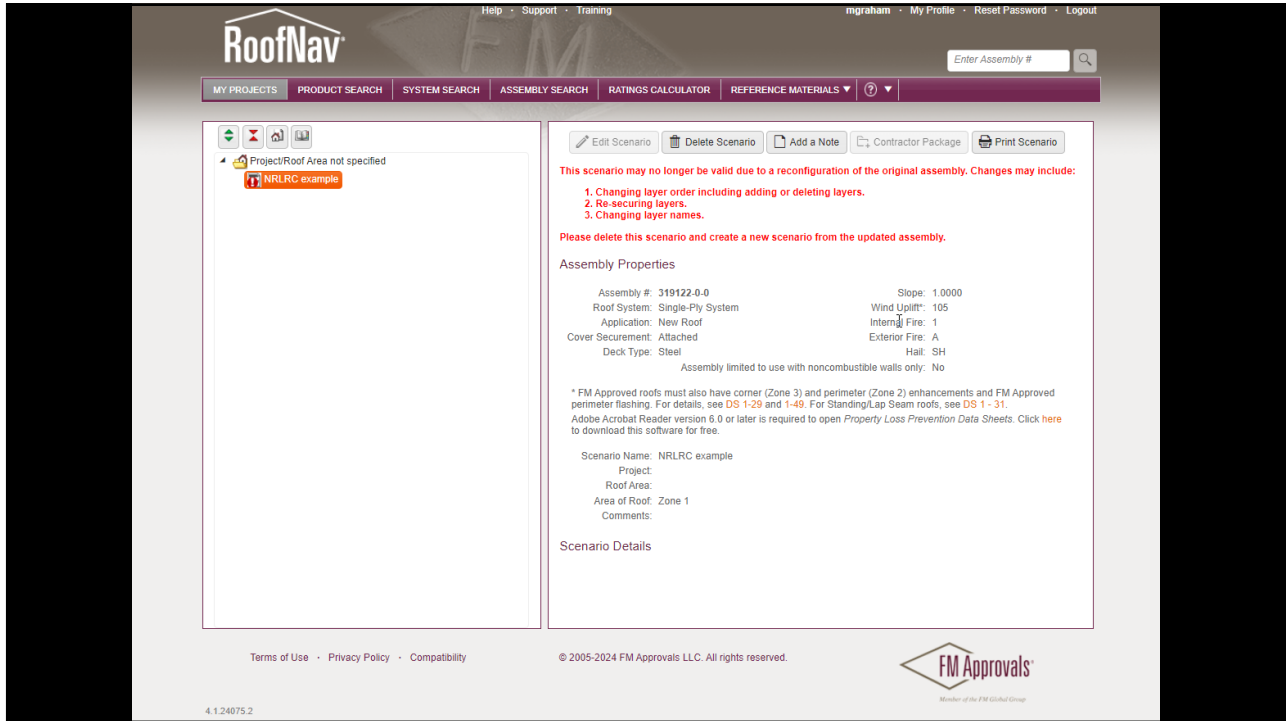 Help · Support · Training
mgraham · My Profile · Reset Password · Logout
RoofNav
FM
Enter Assembly #
MY PROJECTS PRODUCT SEARCH SYSTEM SEARCH ASSEMBLY SEARCH RATINGS CALCULATOR REFERENCE MATERIALS ▼ ? ▼
Project/Roof Area not specified
NRLRC example
Edit Scenario Delete Scenario Add a Note Contractor Package Print Scenario
This scenario may no longer be valid due to a reconfiguration of the original assembly. Changes may include:
1. Changing layer order including adding or deleting layers.
2. Re-securing layers.
3. Changing layer names.
Please delete this scenario and create a new scenario from the updated assembly.
Assembly Properties
Assembly #: 319122-0-0 Slope: 1.0000
Roof System: Single-Ply System Wind Uplift*: 105
Application: New Roof Internal Fire: 1
Cover Securement: Attached Exterior Fire: A
Deck Type: Steel Hail: SH
Assembly limited to use with noncombustible walls only: No
* FM Approved roofs must also have corner (Zone 3) and perimeter (Zone 2) enhancements and FM Approved
perimeter flashing. For details, see DS 1-29 and 1-49. For Standing/Lap Seam roofs, see DS 1 - 31.
Adobe Acrobat Reader version 6.0 or later is required to open Property Loss Prevention Data Sheets. Click here
to download this software for free.
Scenario Name: NRLRC example
Project:
Roof Area:
Area of Roof: Zone 1
Comments:
Scenario Details
Terms of Use · Privacy Policy · Compatibility
© 2005-2024 FM Approvals LLC. All rights reserved.
FM Approvals
Member of the FM Global Group
4.1.24075.2